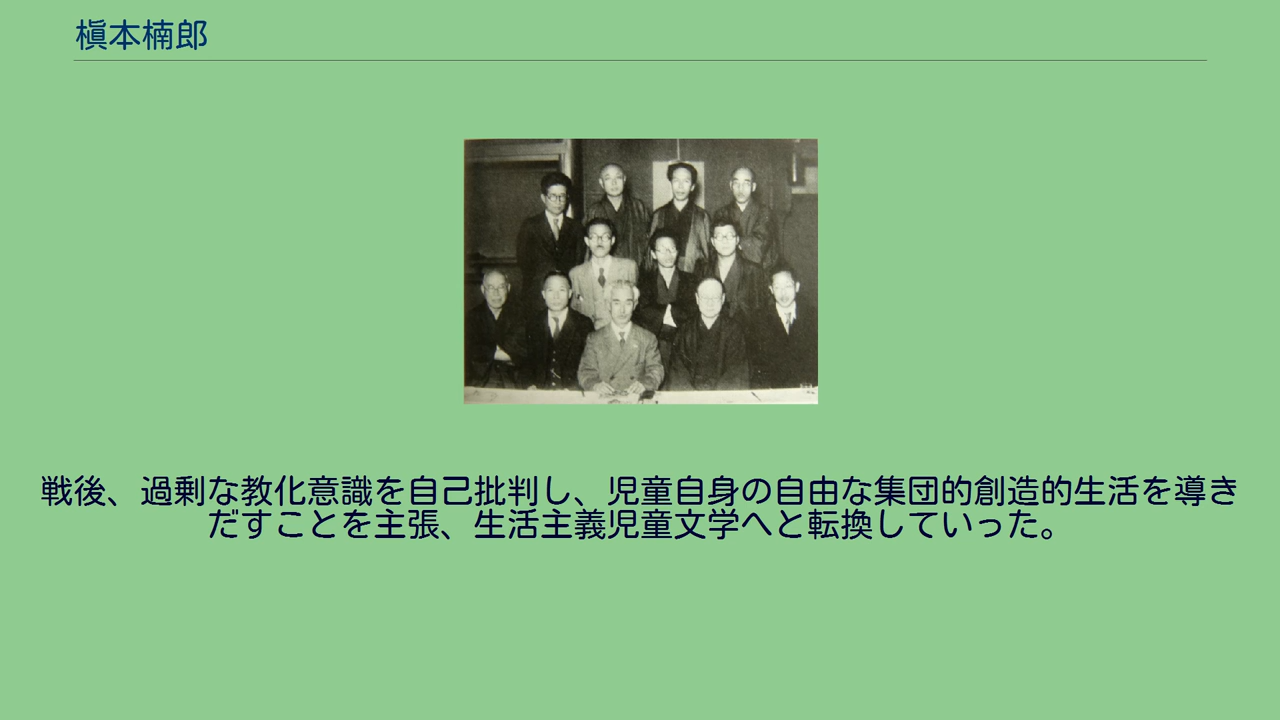 槇本楠郎
戦後、過剰な教化意識を自己批判し、児童自身の自由な集団的創造的生活を導き
だすことを主張、生活主義児童文学へと転換していった。